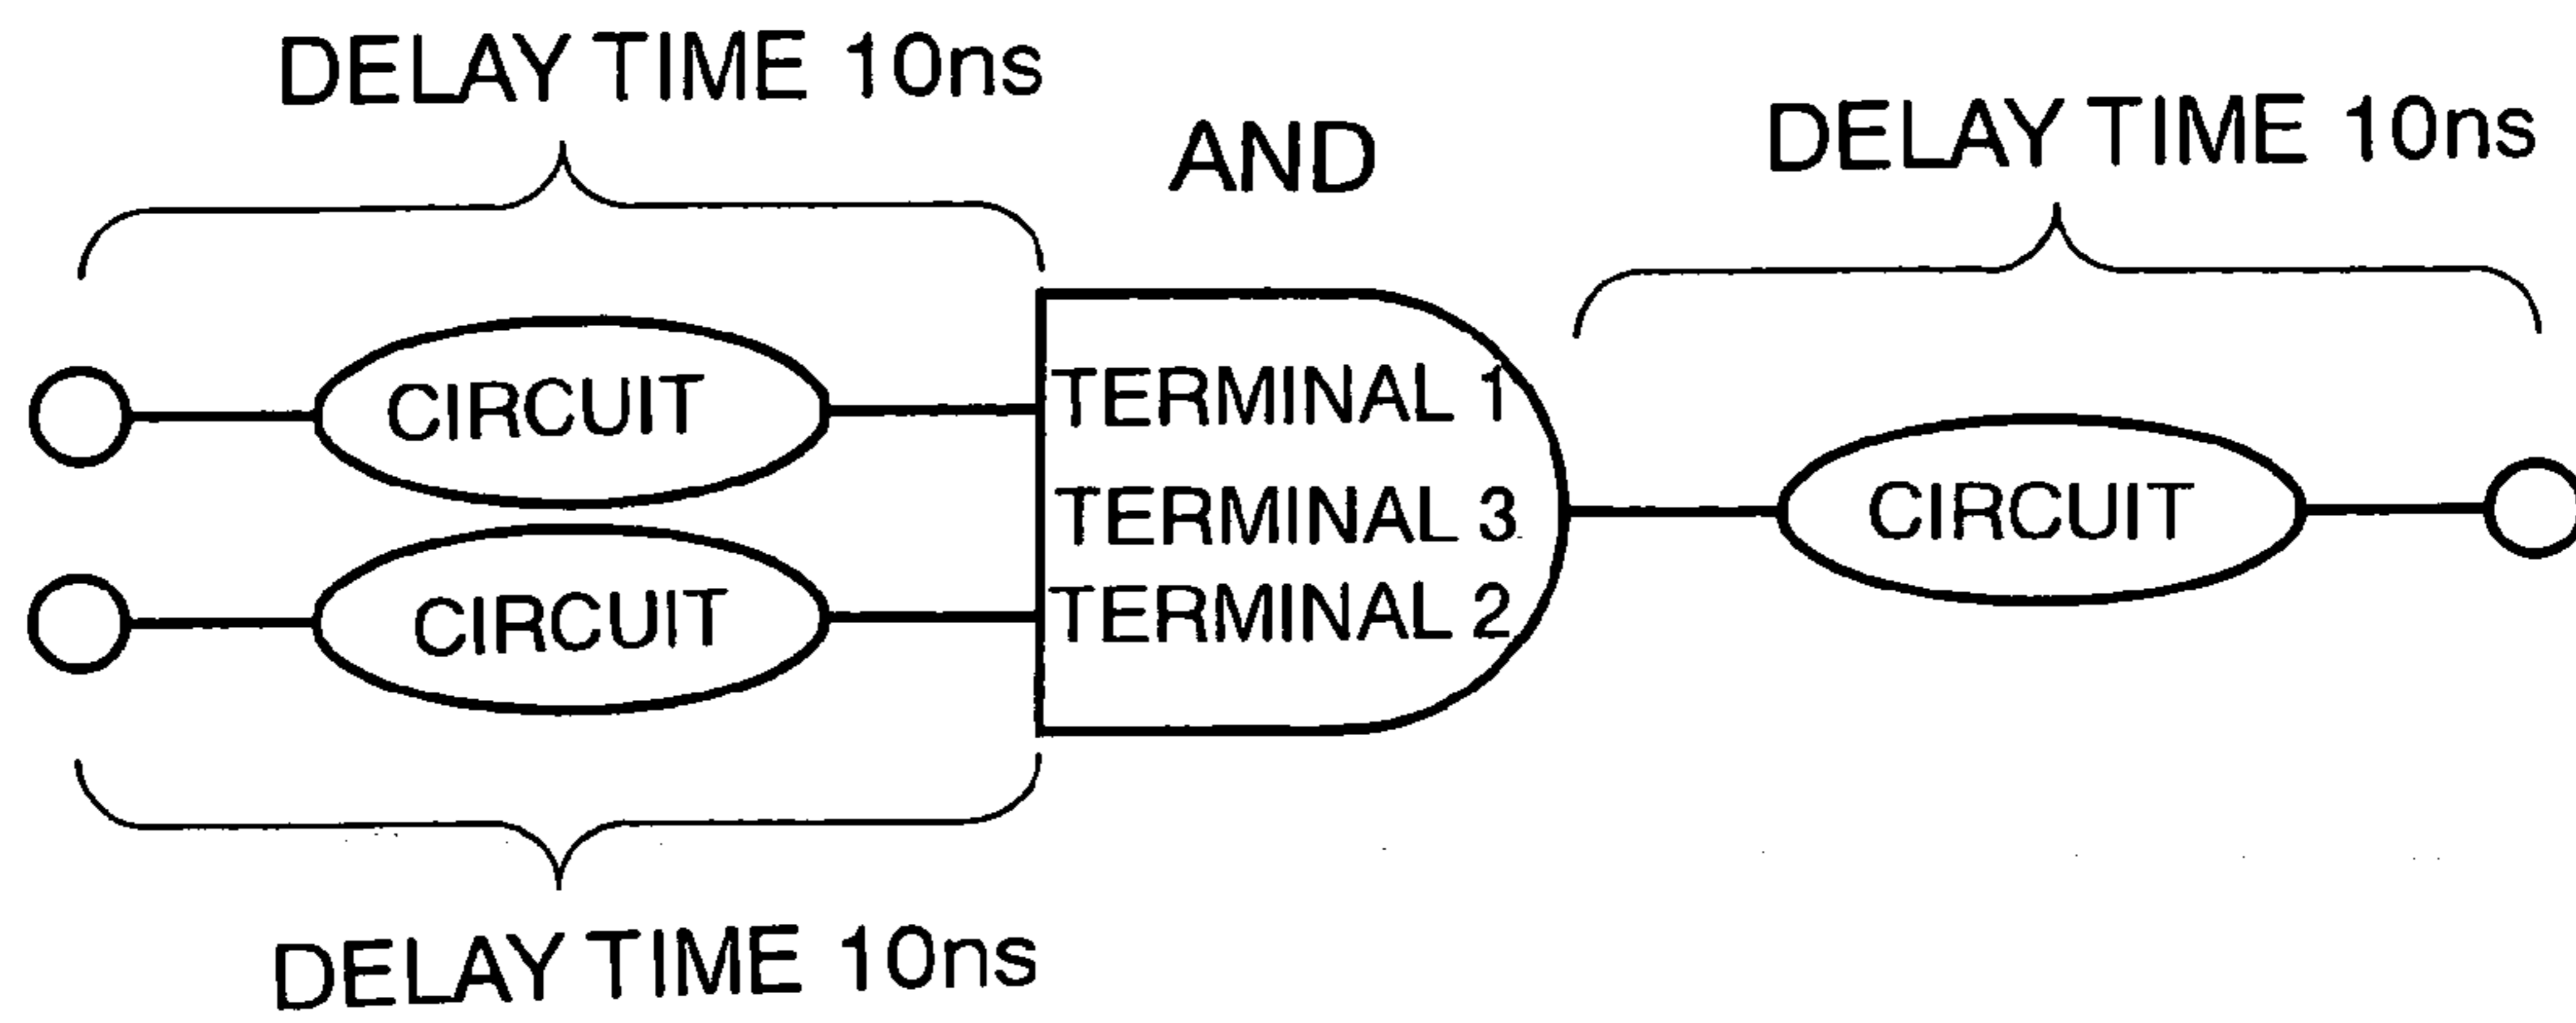 DELAY TIME 10ns
AND
DELAY TIME 10ns
CIRCUIT
TERMINAL 1
TERMINAL 3
CIRCUIT
CIRCUIT
TERMINAL 2
DELAY TIME 10ns